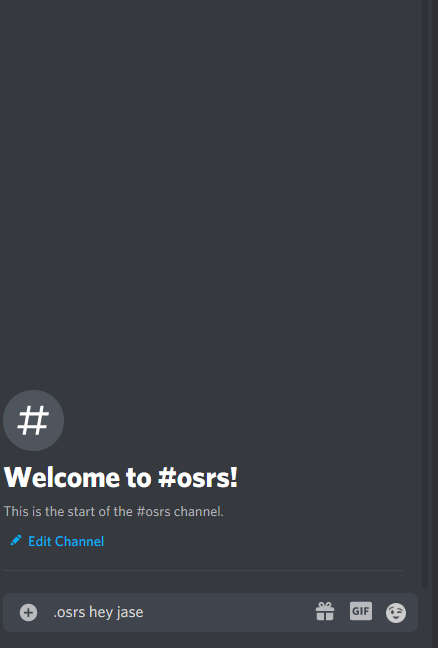 #
Welcome to #osrs!
This is the start of the #osrs channel.
Edit Channel
.osrs hey jase
GIF